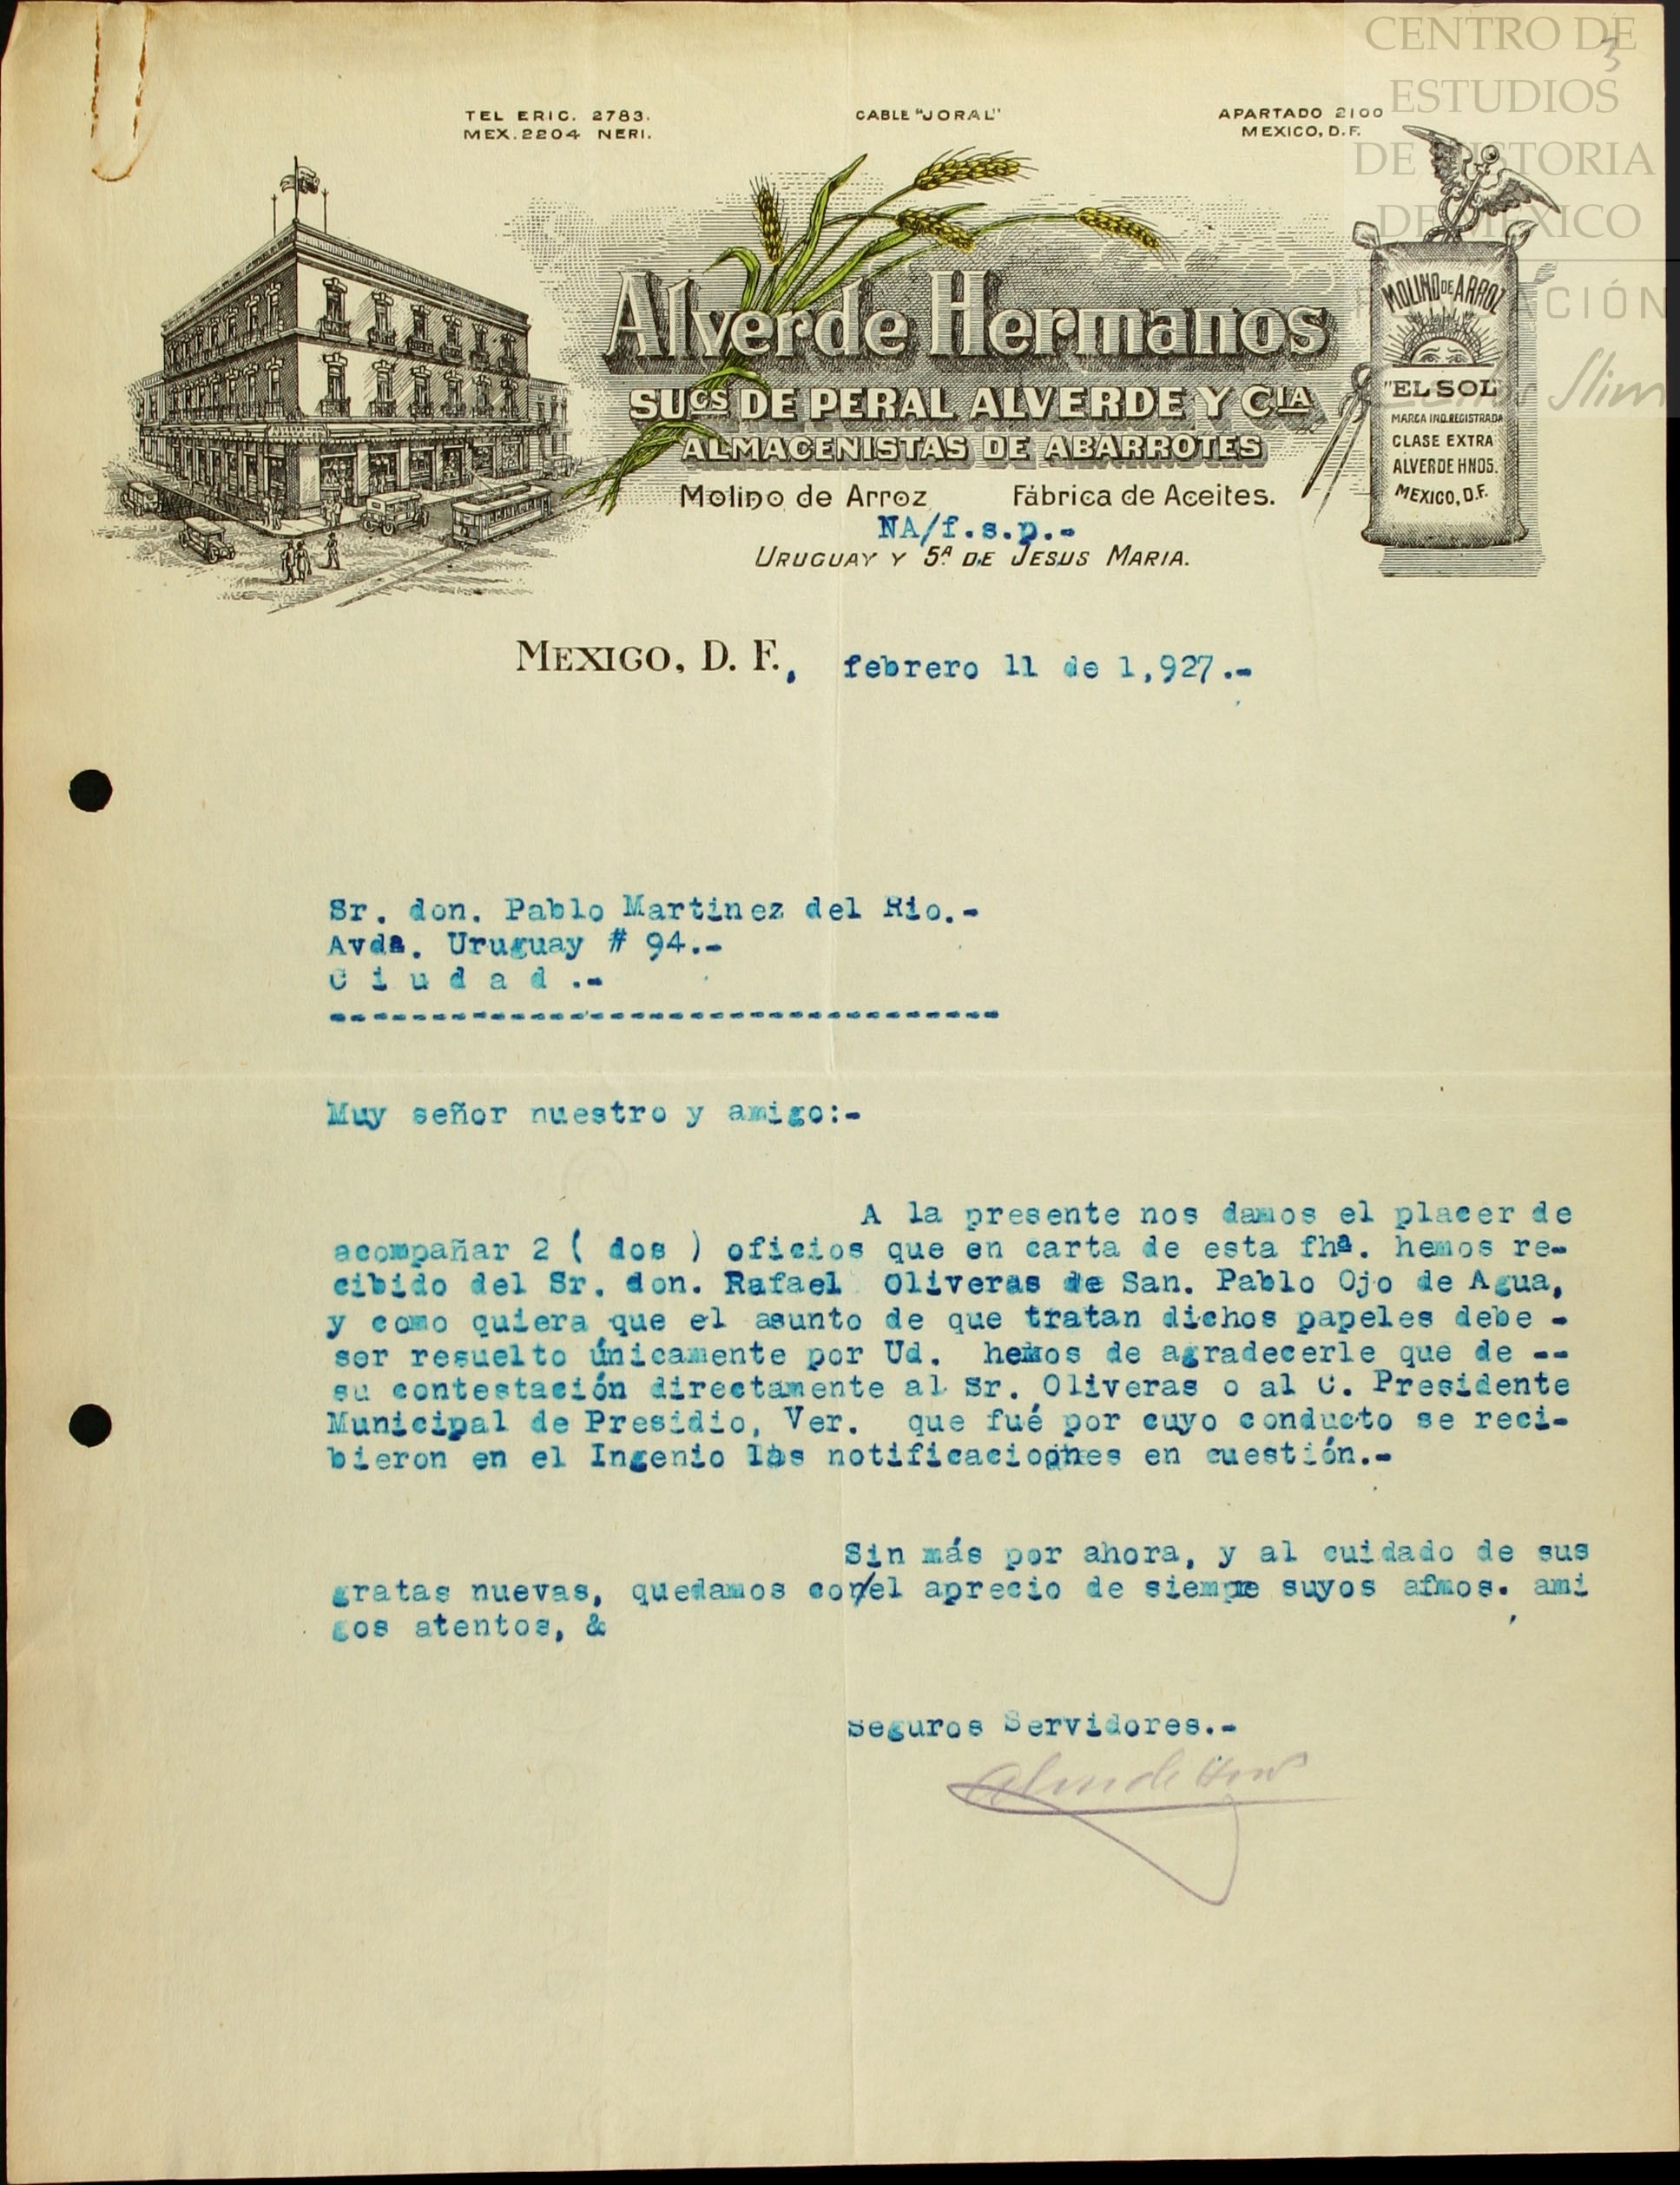 CENTRO DE
3
ESTUDIOS
DE HISTORIA
DE MÉXICO
TEL ERIC. 2783.
MEX. 2204 NERI.
CABLE "JORAL"
APARTADO 2100
MEXICO, D.F.
Alverde Hermanos
SUCS DE PERAL ALVERDE Y CIA
ALMACENISTAS DE ABARROTES
Molino de Arroz Fábrica de Aceites.
NA/f.s.p.-
URUGUAY Y 5ª DE JESUS MARIA.
MOLINO DE ARROZ
"EL SOL"
MARCA IND. REGISTRADA
CLASE EXTRA
ALVERDE HNOS.
MEXICO, D.F.
Slim
MEXICO, D. F., febrero 11 de 1,927.-
Sr. don. Pablo Martinez del Rio.-
Avda. Uruguay # 94.-
C i u d a d .-
-----------------------------------
Muy señor nuestro y amigo:-
A la presente nos damos el placer de
acompañar 2 ( dos ) oficios que en carta de esta fhª. hemos re-
cibido del Sr. don. Rafael Oliveras de San. Pablo Ojo de Agua,
y como quiera que el asunto de que tratan dichos papeles debe -
ser resuelto únicamente por Ud. hemos de agradecerle que de --
su contestación directamente al Sr. Oliveras o al C. Presidente
Municipal de Presidio, Ver. que fué por cuyo conducto se reci-
bieron en el Ingenio las notificaciones en cuestión.-
Sin más por ahora, y al cuidado de sus
gratas nuevas, quedamos con/el aprecio de siempre suyos afmos. ami
gos atentos, &
Seguros Servidores.-
Alverde Hnos